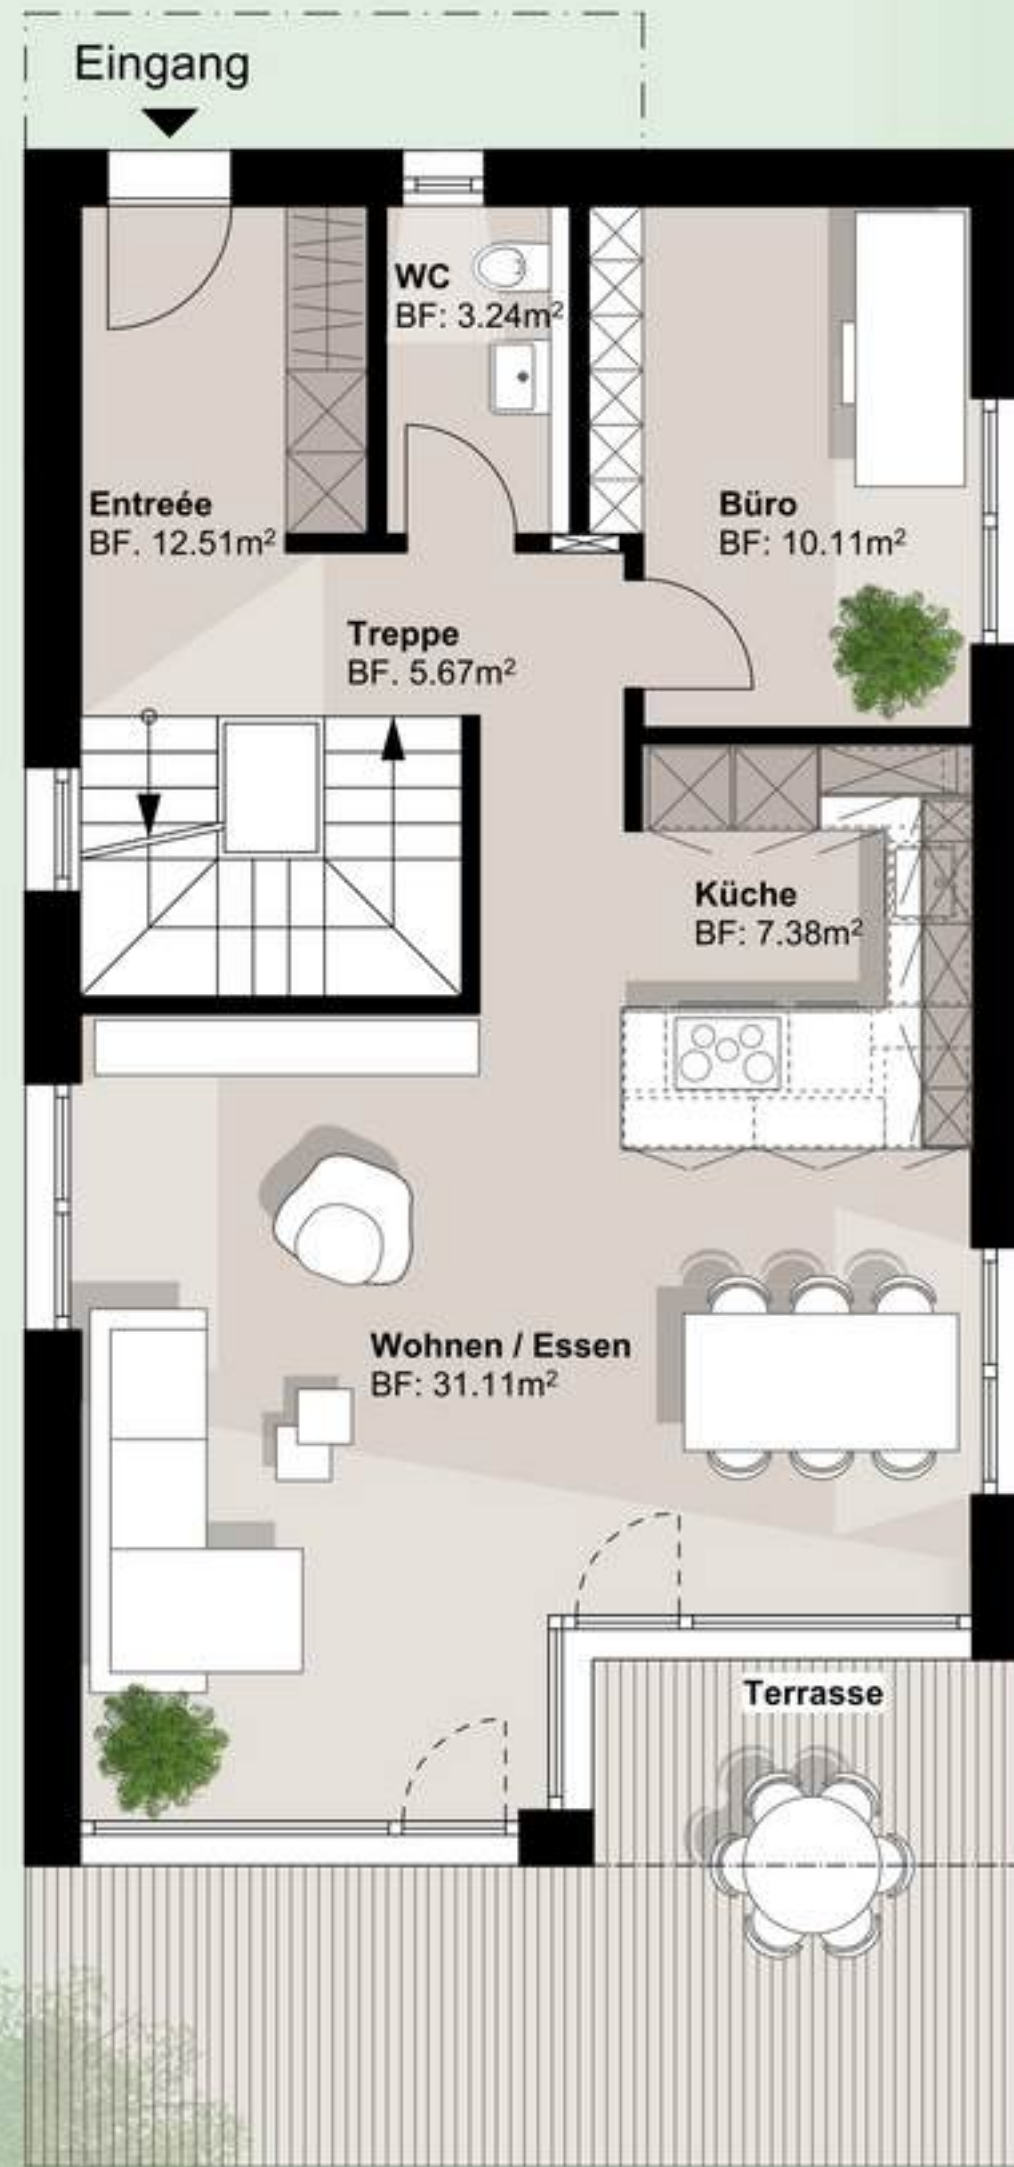 Eingang
WC
BF: 3.24m²
Entreée
BF. 12.51m²
Büro
BF: 10.11m²
Treppe
BF. 5.67m²
Küche
BF: 7.38m²
Wohnen / Essen
BF: 31.11m²
Terrasse